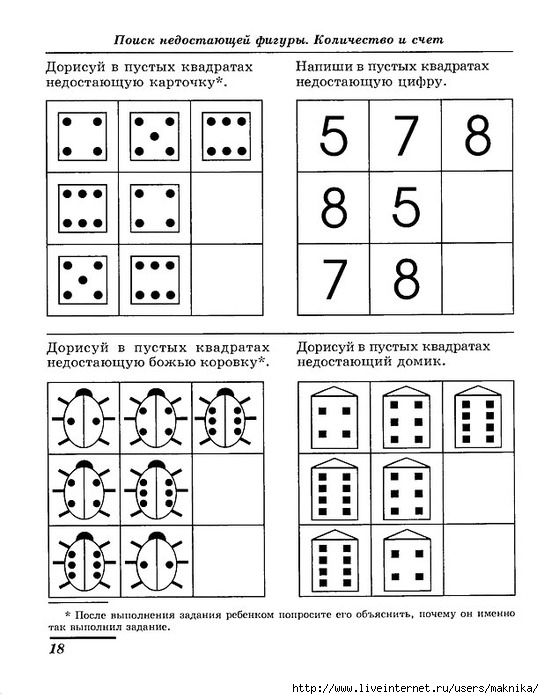 Поиск недостающей фигуры. Количество и счет
Дорисуй в пустых квадратах
недостающую карточку*.
Напиши в пустых квадратах
недостающую цифру.
5 7 8
8 5
7 8
Дорисуй в пустых квадратах
недостающую божью коровку*.
Дорисуй в пустых квадратах
недостающий домик.
* После выполнения задания ребенком попросите его объяснить, почему он именно
так выполнил задание.
18
http://www.liveinternet.ru/users/maknika/